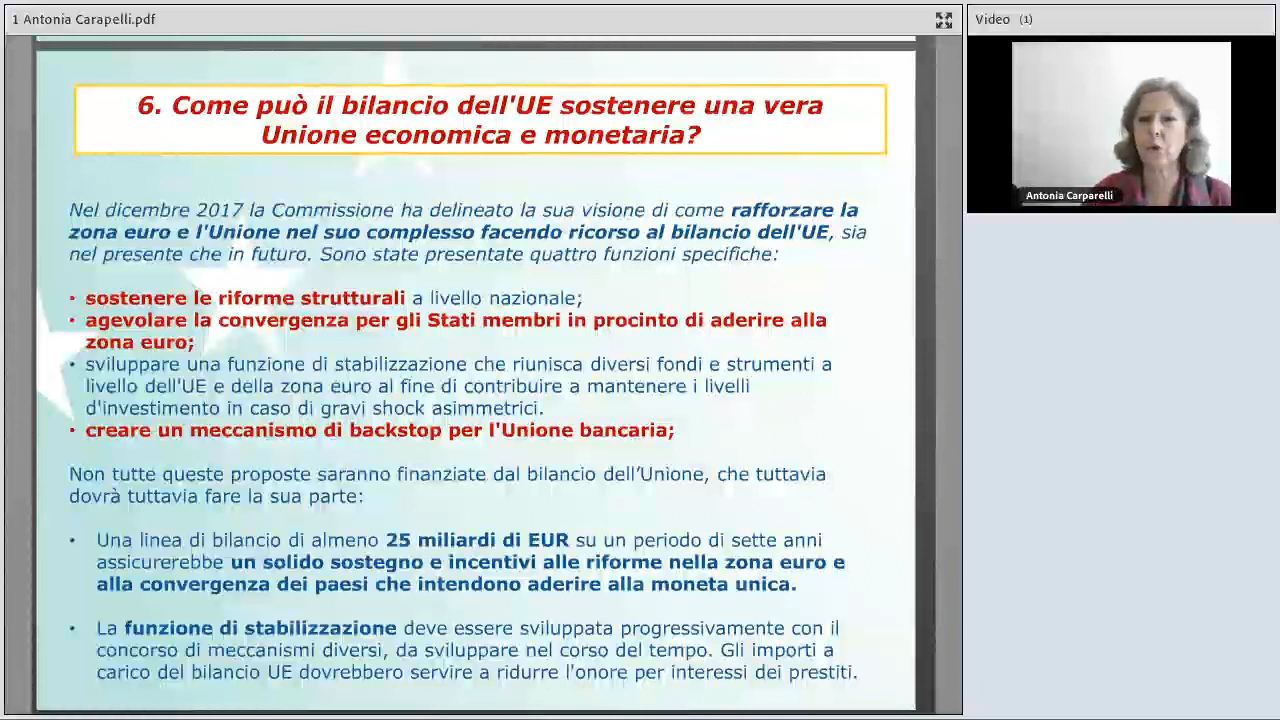 1 Antonia Carapelli.pdf
Video (1)
6. Come può il bilancio dell'UE sostenere una vera
Unione economica e monetaria?
Antonia Carparelli
Nel dicembre 2017 la Commissione ha delineato la sua visione di come rafforzare la
zona euro e l'Unione nel suo complesso facendo ricorso al bilancio dell'UE, sia
nel presente che in futuro. Sono state presentate quattro funzioni specifiche:
• sostenere le riforme strutturali a livello nazionale;
• agevolare la convergenza per gli Stati membri in procinto di aderire alla
zona euro;
• sviluppare una funzione di stabilizzazione che riunisca diversi fondi e strumenti a
livello dell'UE e della zona euro al fine di contribuire a mantenere i livelli
d'investimento in caso di gravi shock asimmetrici.
• creare un meccanismo di backstop per l'Unione bancaria;
Non tutte queste proposte saranno finanziate dal bilancio dell’Unione, che tuttavia
dovrà tuttavia fare la sua parte:
• Una linea di bilancio di almeno 25 miliardi di EUR su un periodo di sette anni
assicurerebbe un solido sostegno e incentivi alle riforme nella zona euro e
alla convergenza dei paesi che intendono aderire alla moneta unica.
• La funzione di stabilizzazione deve essere sviluppata progressivamente con il
concorso di meccanismi diversi, da sviluppare nel corso del tempo. Gli importi a
carico del bilancio UE dovrebbero servire a ridurre l'onore per interessi dei prestiti.